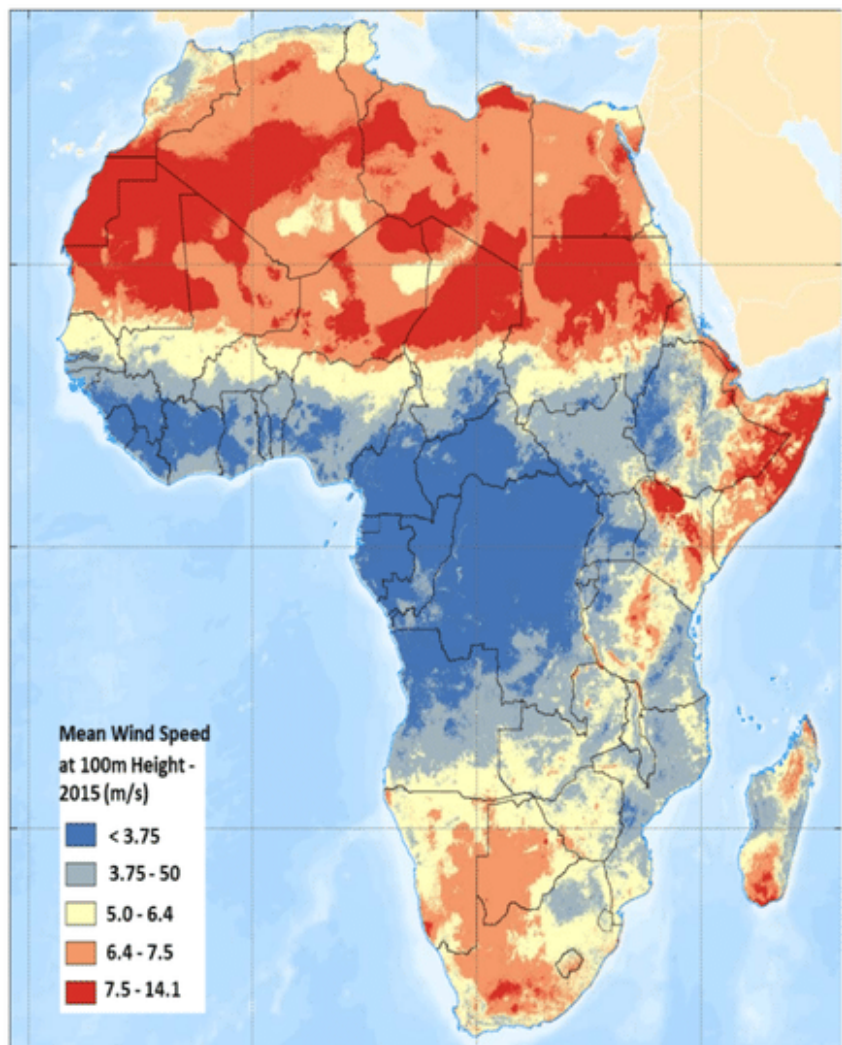 Mean Wind Speed
at 100m Height -
2015 (m/s)
< 3.75
3.75 - 50
5.0 - 6.4
6.4 - 7.5
7.5 - 14.1